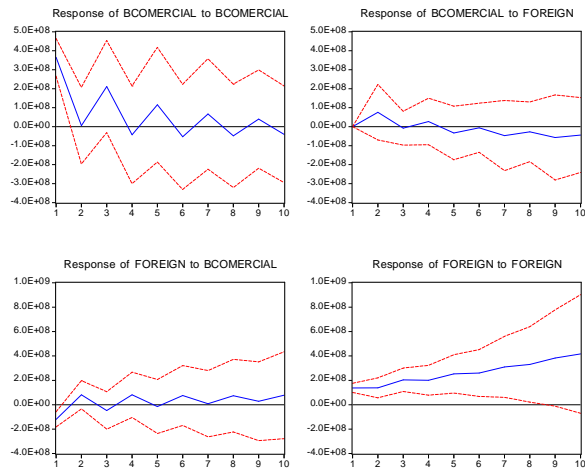 Response of BCOMERCIAL to BCOMERCIAL
5.0E+08
4.0E+08
3.0E+08
2.0E+08
1.0E+08
0.0E+00
-1.0E+08
-2.0E+08
-3.0E+08
-4.0E+08
1 2 3 4 5 6 7 8 9 10
Response of BCOMERCIAL to FOREIGN
5.0E+08
4.0E+08
3.0E+08
2.0E+08
1.0E+08
0.0E+00
-1.0E+08
-2.0E+08
-3.0E+08
-4.0E+08
1 2 3 4 5 6 7 8 9 10
Response of FOREIGN to BCOMERCIAL
1.0E+09
8.0E+08
6.0E+08
4.0E+08
2.0E+08
0.0E+00
-2.0E+08
-4.0E+08
1 2 3 4 5 6 7 8 9 10
Response of FOREIGN to FOREIGN
1.0E+09
8.0E+08
6.0E+08
4.0E+08
2.0E+08
0.0E+00
-2.0E+08
-4.0E+08
1 2 3 4 5 6 7 8 9 10